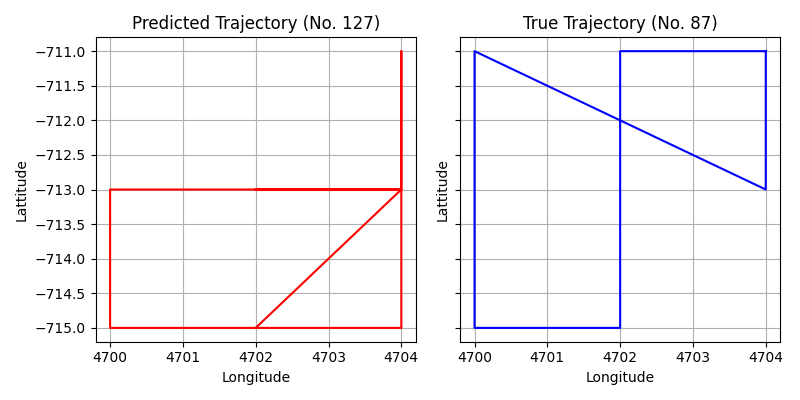 Predicted Trajectory (No. 127)
True Trajectory (No. 87)
−711.0
−711.5
−712.0
−712.5
−713.0
−713.5
−714.0
−714.5
−715.0
Lattitude
Lattitude
4700 4701 4702 4703 4704
4700 4701 4702 4703 4704
Longitude
Longitude